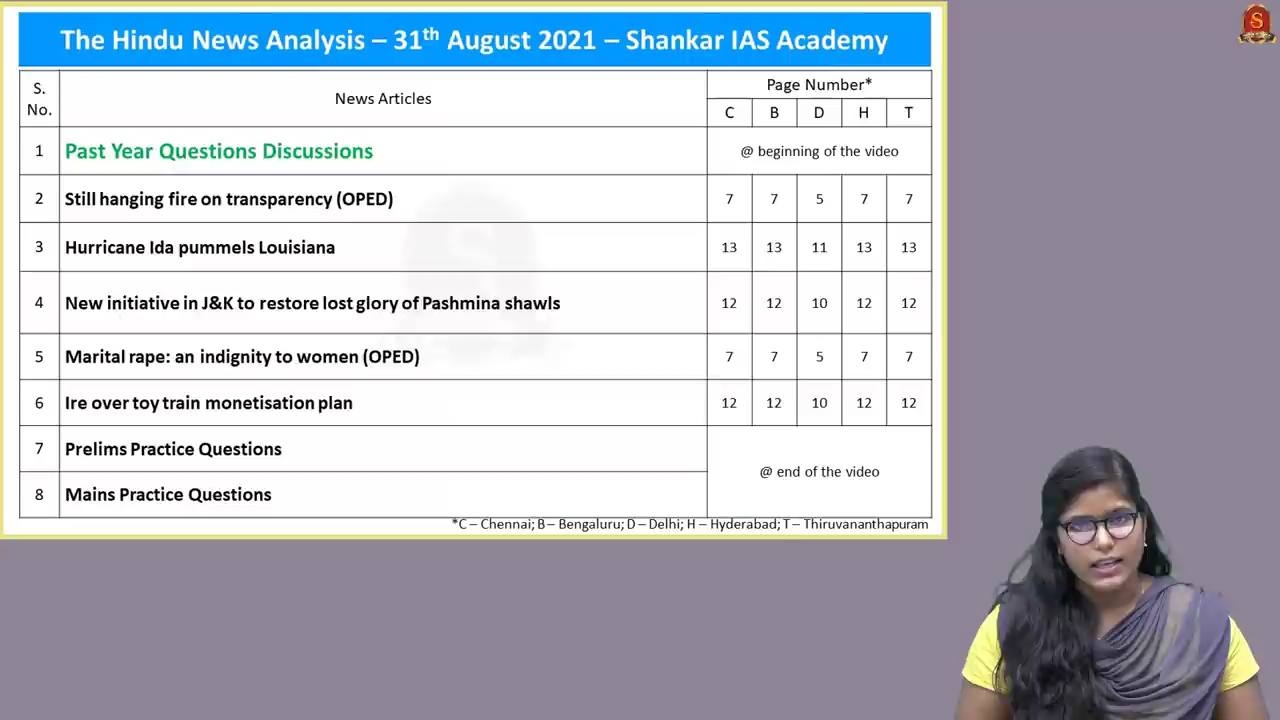 The Hindu News Analysis – 31th August 2021 – Shankar IAS Academy
S. No. News Articles Page Number*
C B D H T
1 Past Year Questions Discussions @ beginning of the video
2 Still hanging fire on transparency (OPED) 7 7 5 7 7
3 Hurricane Ida pummels Louisiana 13 13 11 13 13
4 New initiative in J&K to restore lost glory of Pashmina shawls 12 12 10 12 12
5 Marital rape: an indignity to women (OPED) 7 7 5 7 7
6 Ire over toy train monetisation plan 12 12 10 12 12
7 Prelims Practice Questions @ end of the video
8 Mains Practice Questions
*C – Chennai; B – Bengaluru; D – Delhi; H – Hyderabad; T – Thiruvananthapuram
S